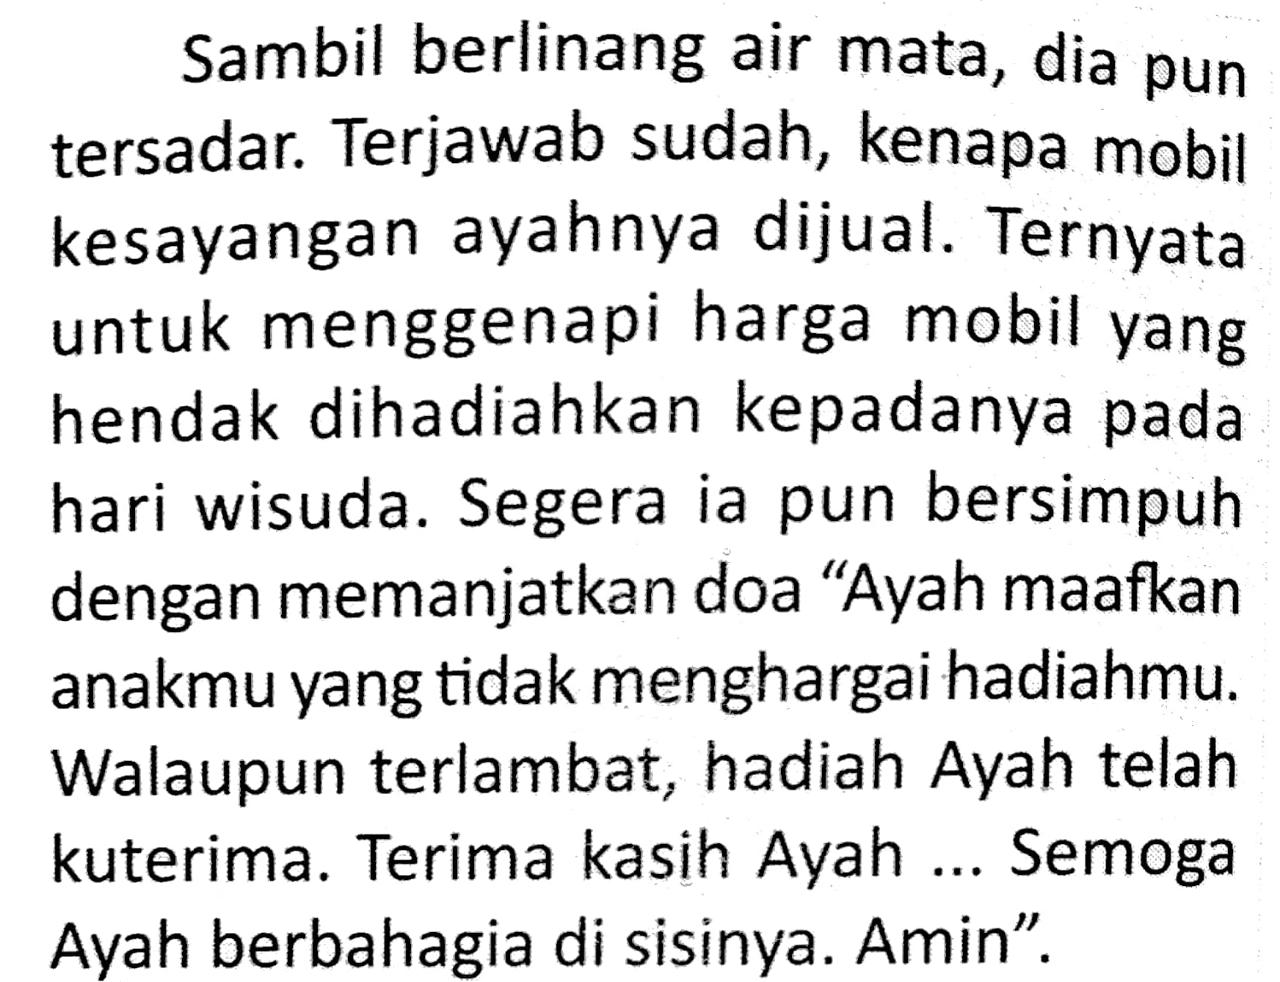 Sambil berlinang air mata, dia pun
tersadar. Terjawab sudah, kenapa mobil
kesayangan ayahnya dijual. Ternyata
untuk menggenapi harga mobil yang
hendak dihadiahkan kepadanya pada
hari wisuda. Segera ia pun bersimpuh
dengan memanjatkan doa “Ayah maafkan
anakmu yang tidak menghargai hadiahmu.
Walaupun terlambat, hadiah Ayah telah
kuterima. Terima kasih Ayah ... Semoga
Ayah berbahagia di sisinya. Amin”.